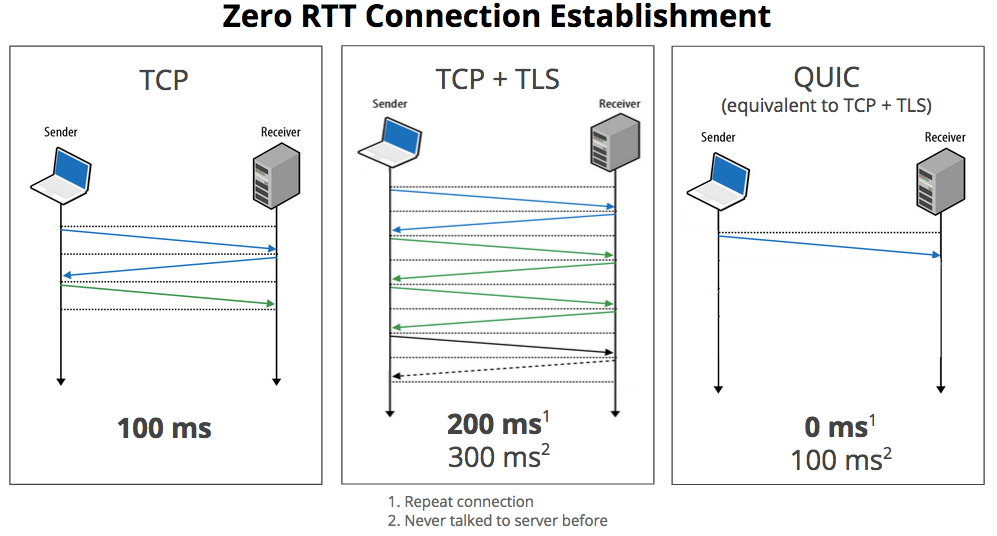 Zero RTT Connection Establishment
TCP
Sender
Receiver
100 ms
TCP + TLS
Sender
Receiver
200 ms1
300 ms2
QUIC
(equivalent to TCP + TLS)
Sender
Receiver
0 ms1
100 ms2
1. Repeat connection
2. Never talked to server before